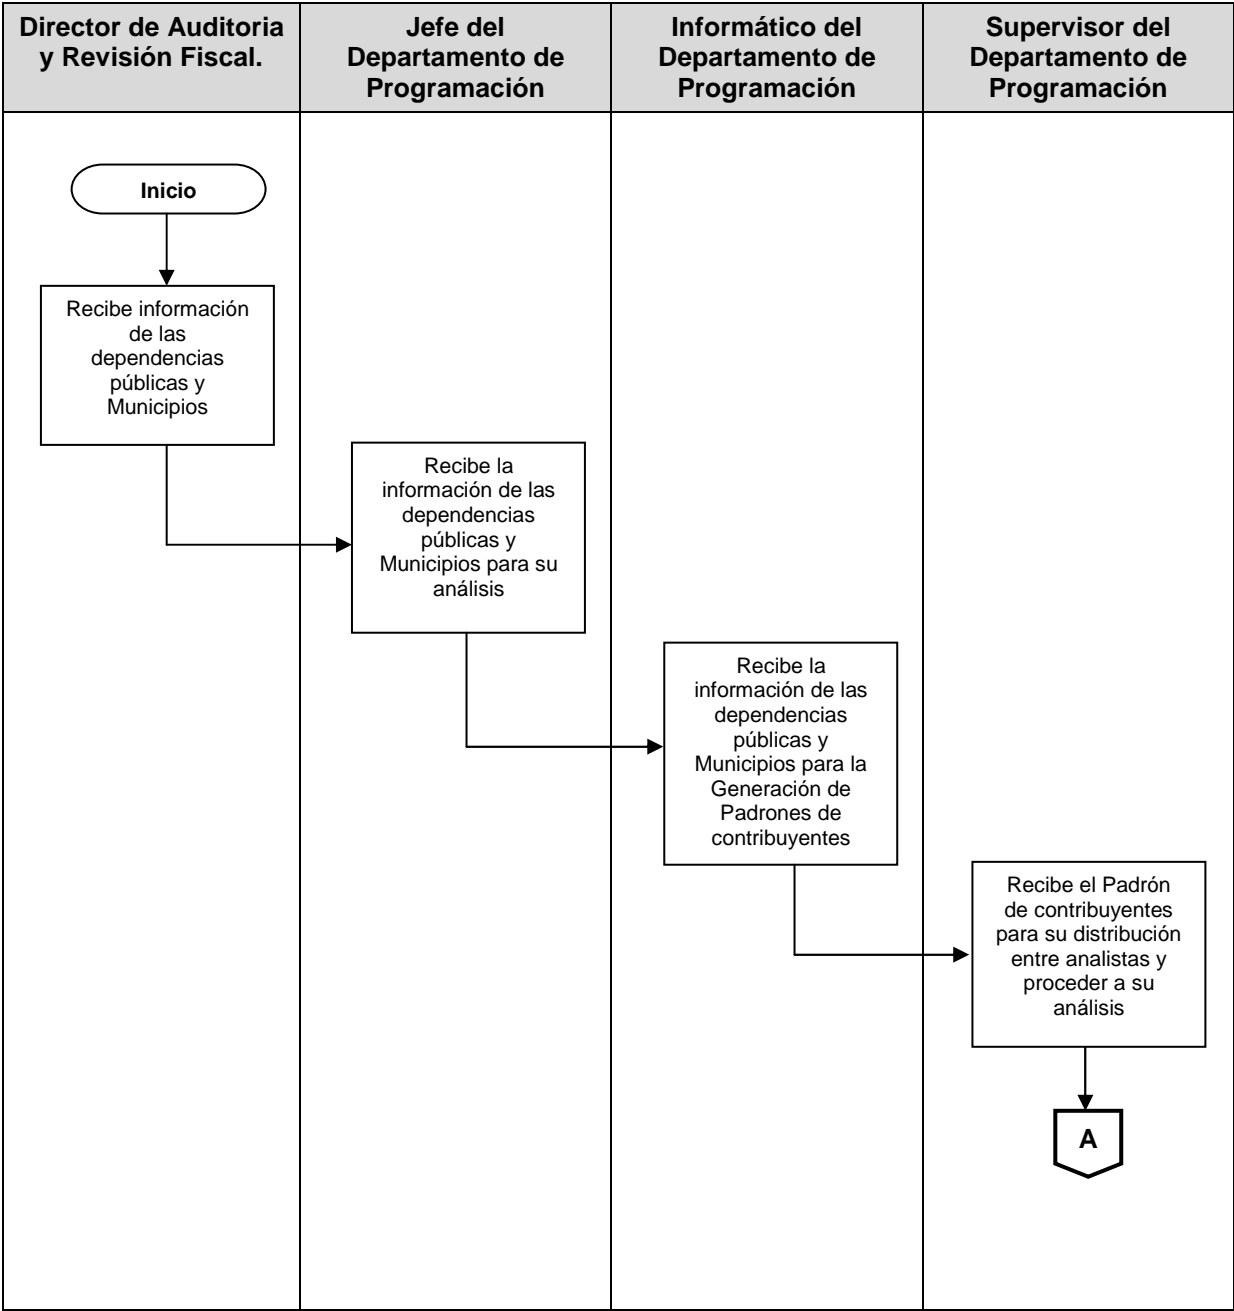 Director de Auditoria
y Revisión Fiscal.
Jefe del
Departamento de
Programación
Informático del
Departamento de
Programación
Supervisor del
Departamento de
Programación
Inicio
Recibe información
de las
dependencias
públicas y
Municipios
Recibe la
información de las
dependencias
públicas y
Municipios para su
análisis
Recibe la
información de las
dependencias
públicas y
Municipios para la
Generación de
Padrones de
contribuyentes
Recibe el Padrón
de contribuyentes
para su distribución
entre analistas y
proceder a su
análisis
A